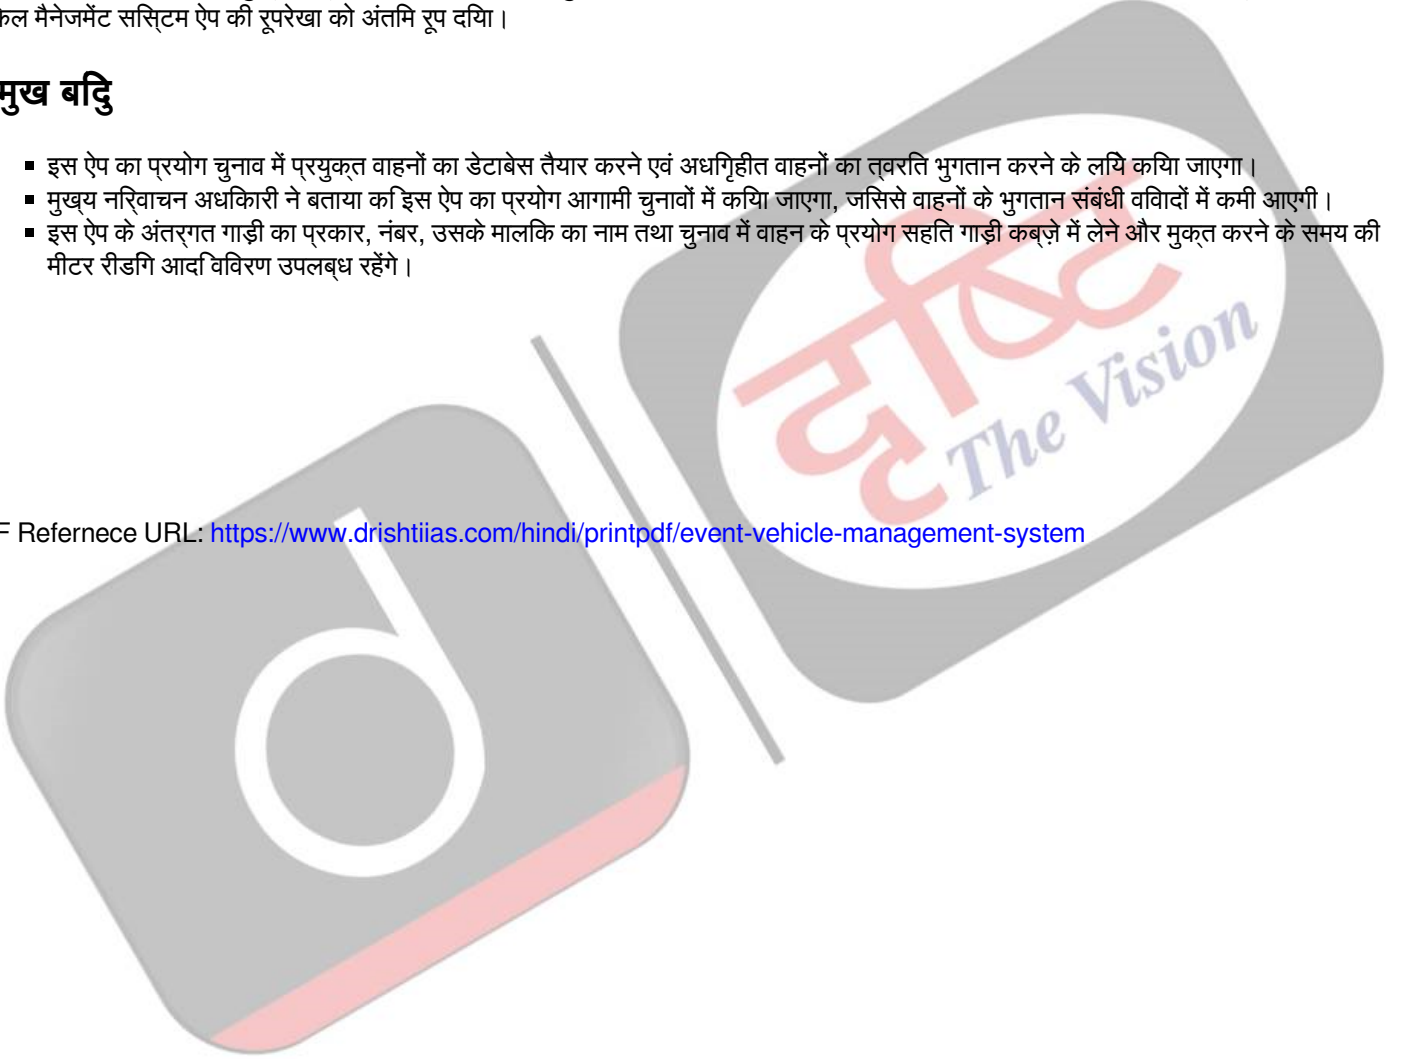 केल मैनेजमेंट सिस्टम ऐप की रूपरेखा को अंतिम रूप दिया।
मुख बिंदु
▪ इस ऐप का प्रयोग चुनाव में प्रयुक्त वाहनों का डेटाबेस तैयार करने एवं अधिगृहीत वाहनों का त्वरित भुगतान करने के लिये किया जाएगा।
▪ मुख्य निर्वाचन अधिकारी ने बताया कि इस ऐप का प्रयोग आगामी चुनावों में किया जाएगा, जिससे वाहनों के भुगतान संबंधी विवादों में कमी आएगी।
▪ इस ऐप के अंतर्गत गाड़ी का प्रकार, नंबर, उसके मालिक का नाम तथा चुनाव में वाहन के प्रयोग सहित गाड़ी कब्ज़े में लेने और मुक्त करने के समय की
मीटर रीडिंग आदि विवरण उपलब्ध रहेंगे।
दृष्टि
The Vision
F Refernece URL: https://www.drishtiias.com/hindi/printpdf/event-vehicle-management-system
d